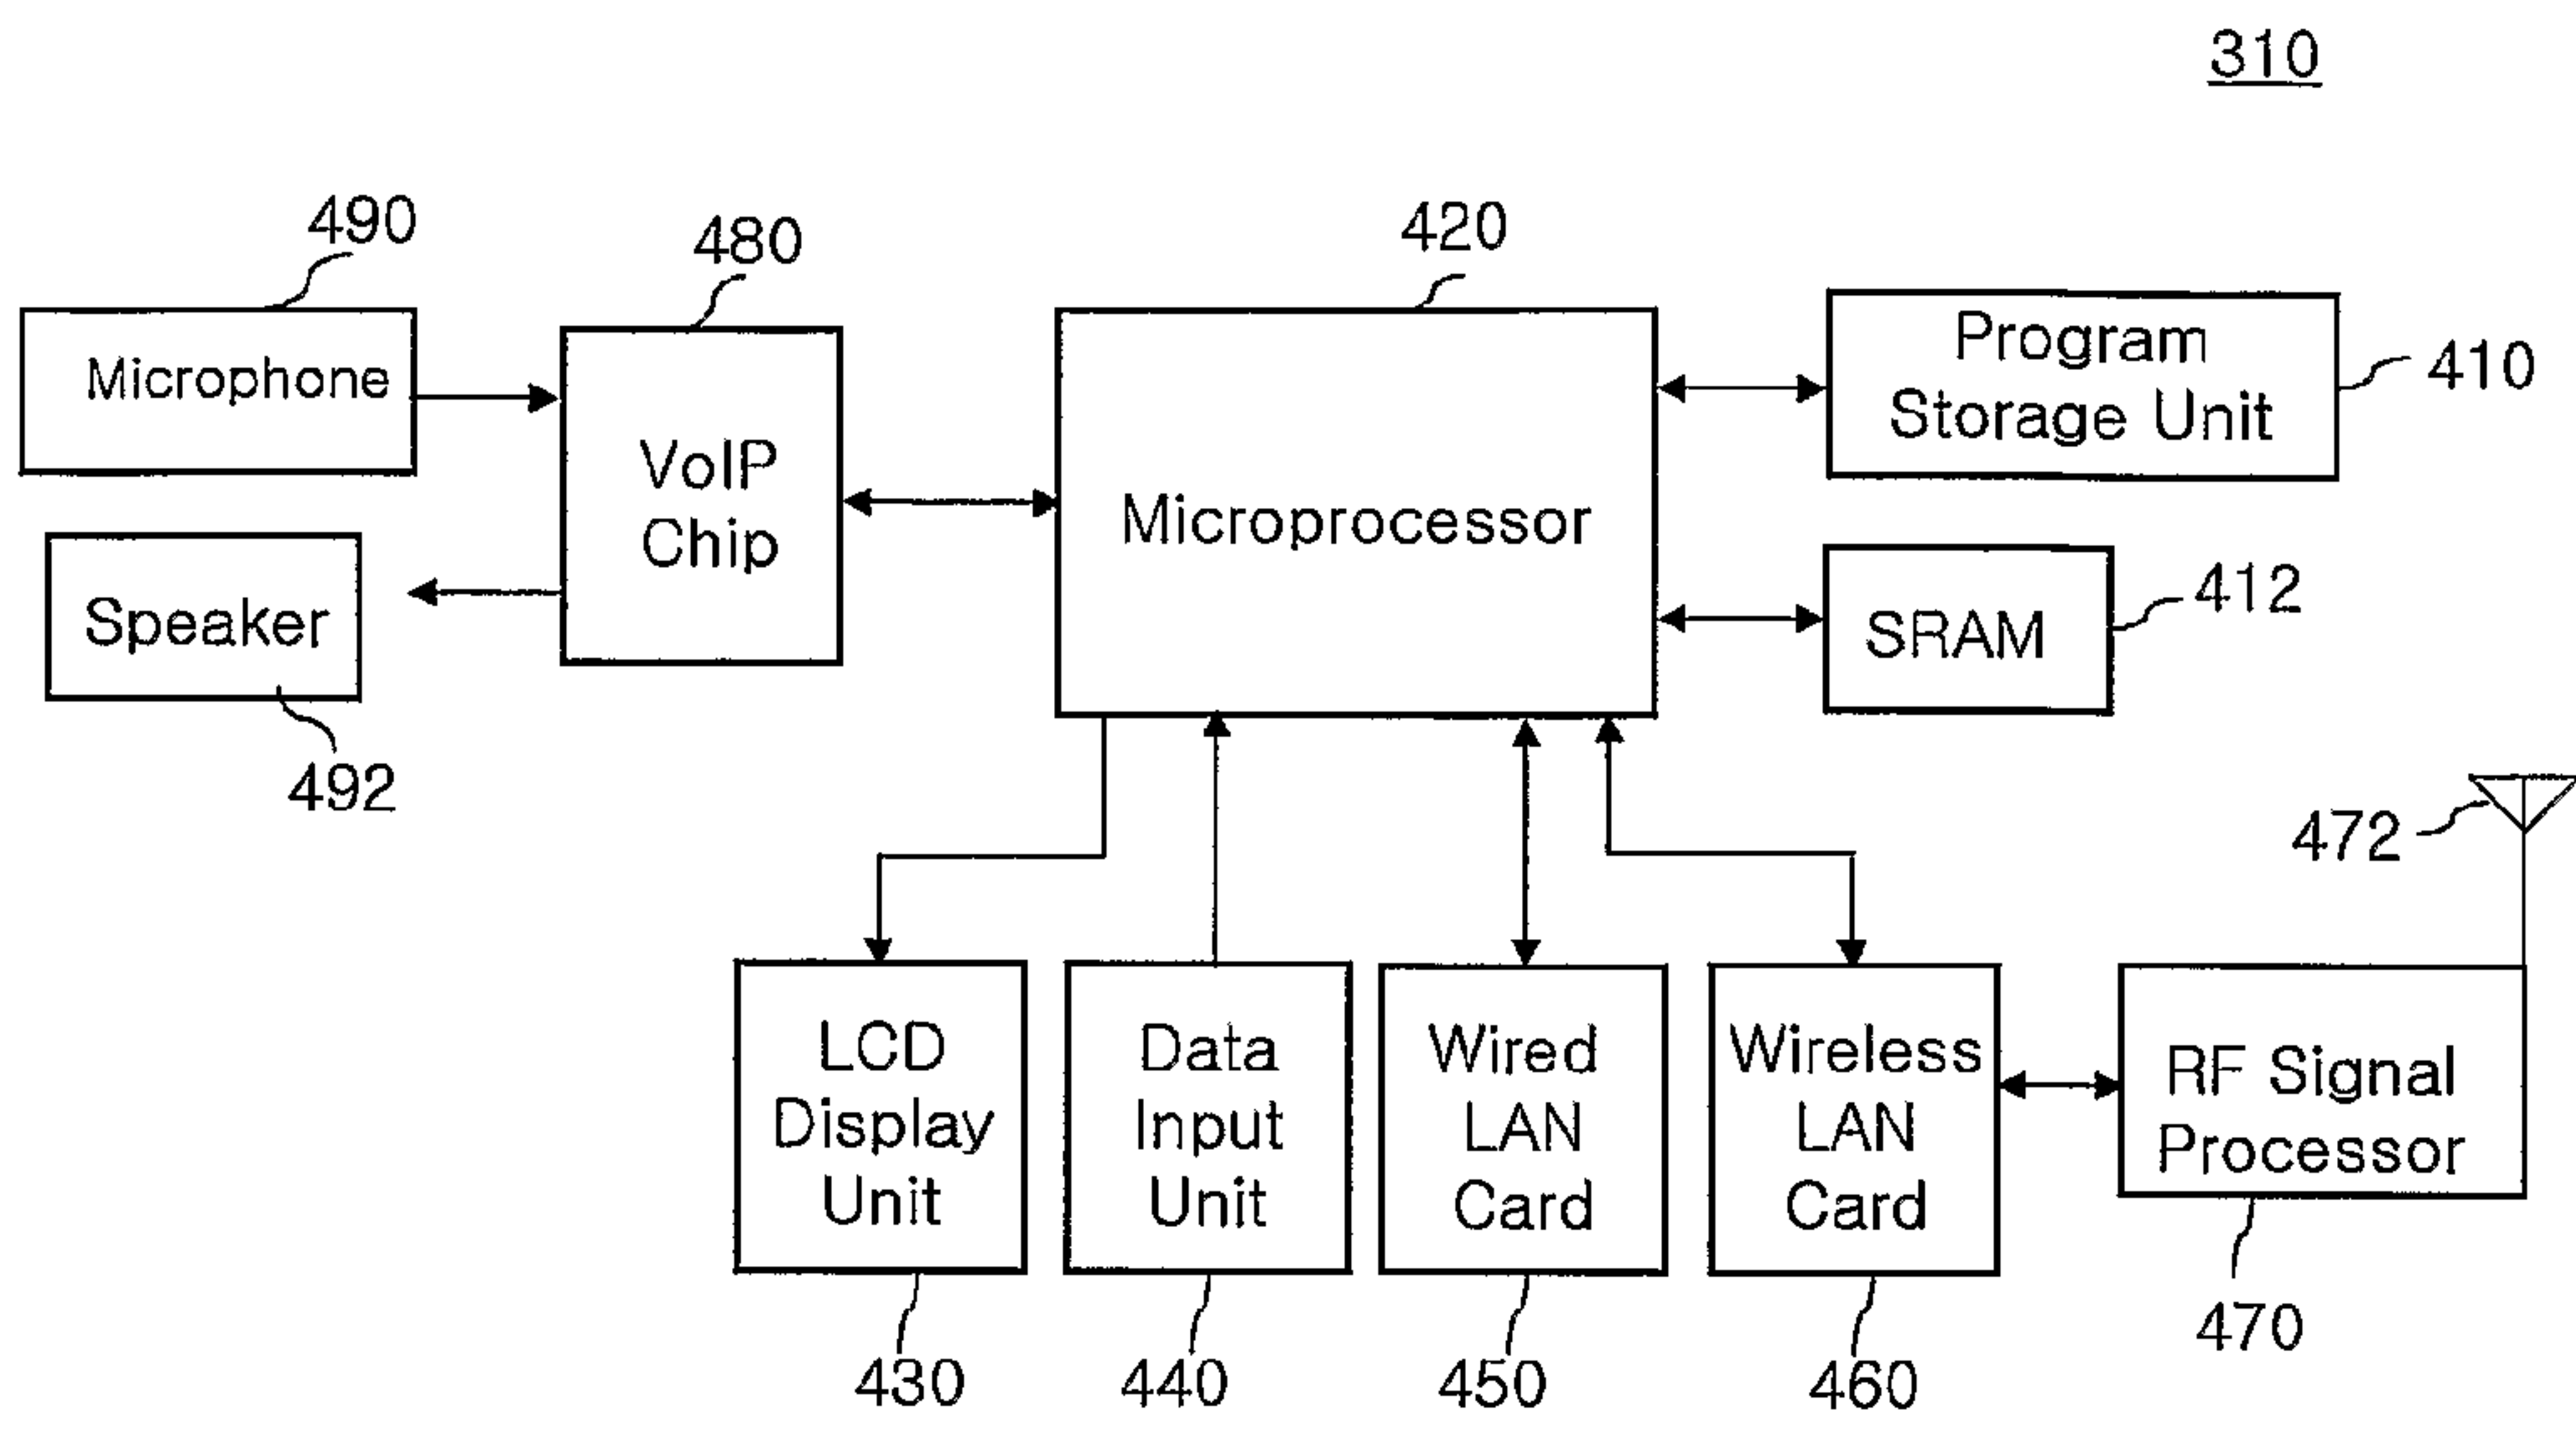 310
490
480
420
Microphone
VoIP
Chip
Microprocessor
Program
Storage Unit
410
Speaker
SRAM
412
492
472
LCD
Display
Unit
Data
Input
Unit
Wired
LAN
Card
Wireless
LAN
Card
RF Signal
Processor
430
440
450
460
470